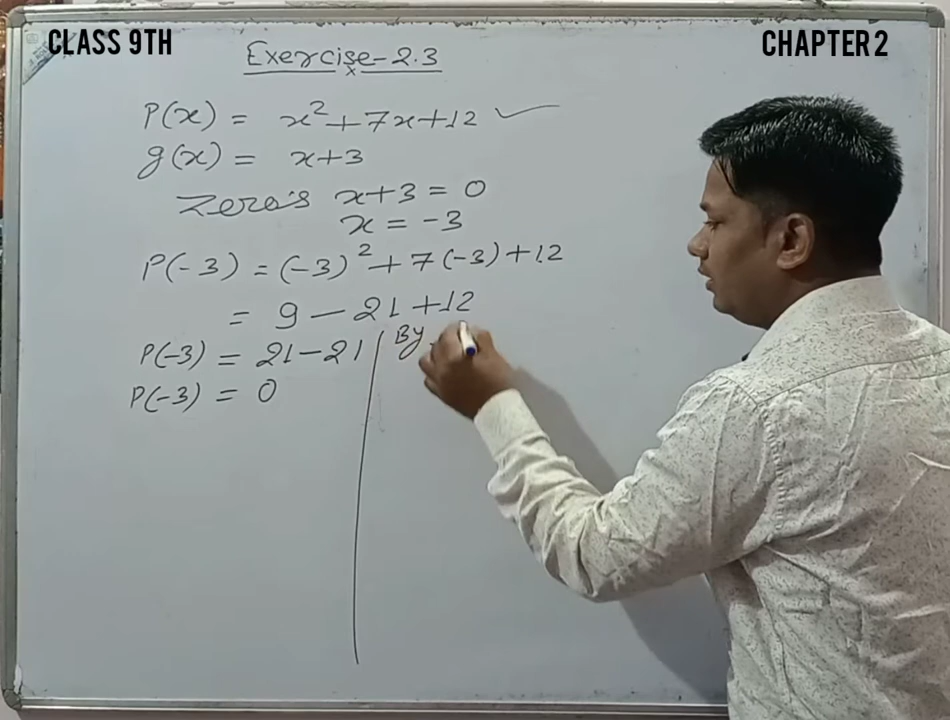 CLASS 9TH
CHAPTER 2
Exercise-2.3
P(x) = x²+7x+12 ✓
g(x) = x+3
Zero's x+3 = 0
x = -3
P(-3) = (-3)²+7(-3)+12
= 9-21+12
P(-3) = 21-21
P(-3) = 0
By